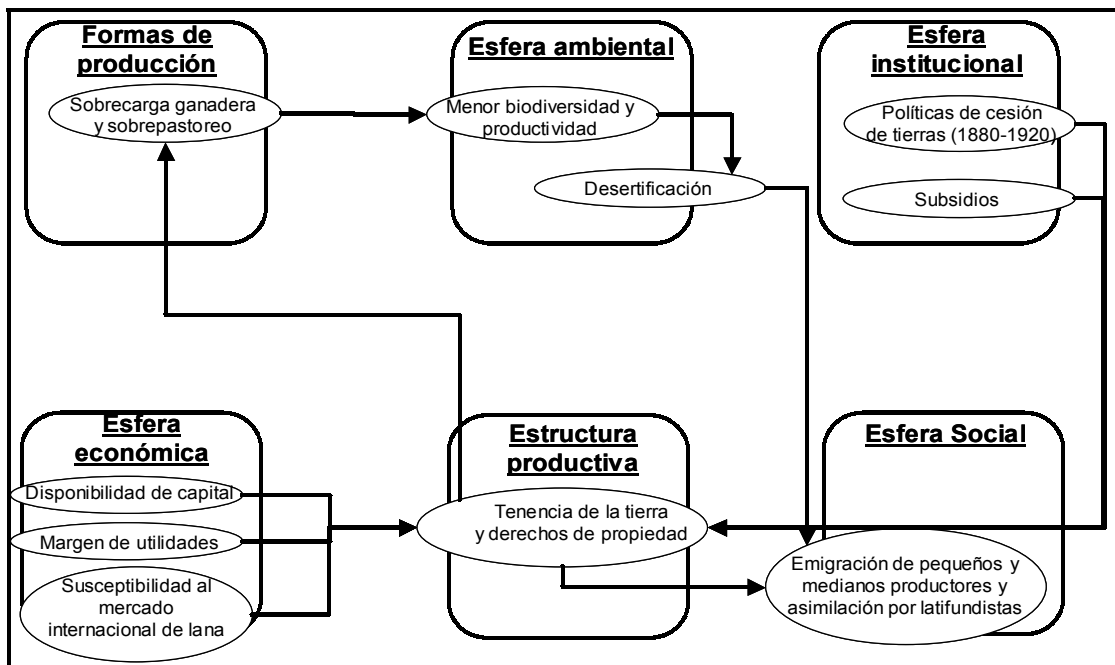 Formas de
producción
Sobrecarga ganadera
y sobrepastoreo
Esfera ambiental
Menor biodiversidad y
productividad
Desertificación
Esfera
institucional
Políticas de cesión
de tierras (1880-1920)
Subsidios
Esfera
económica
Disponibilidad de capital
Margen de utilidades
Susceptibilidad al
mercado
internacional de lana
Estructura
productiva
Tenencia de la tierra
y derechos de propiedad
Esfera Social
Emigración de pequeños y
medianos productores y
asimilación por latifundistas